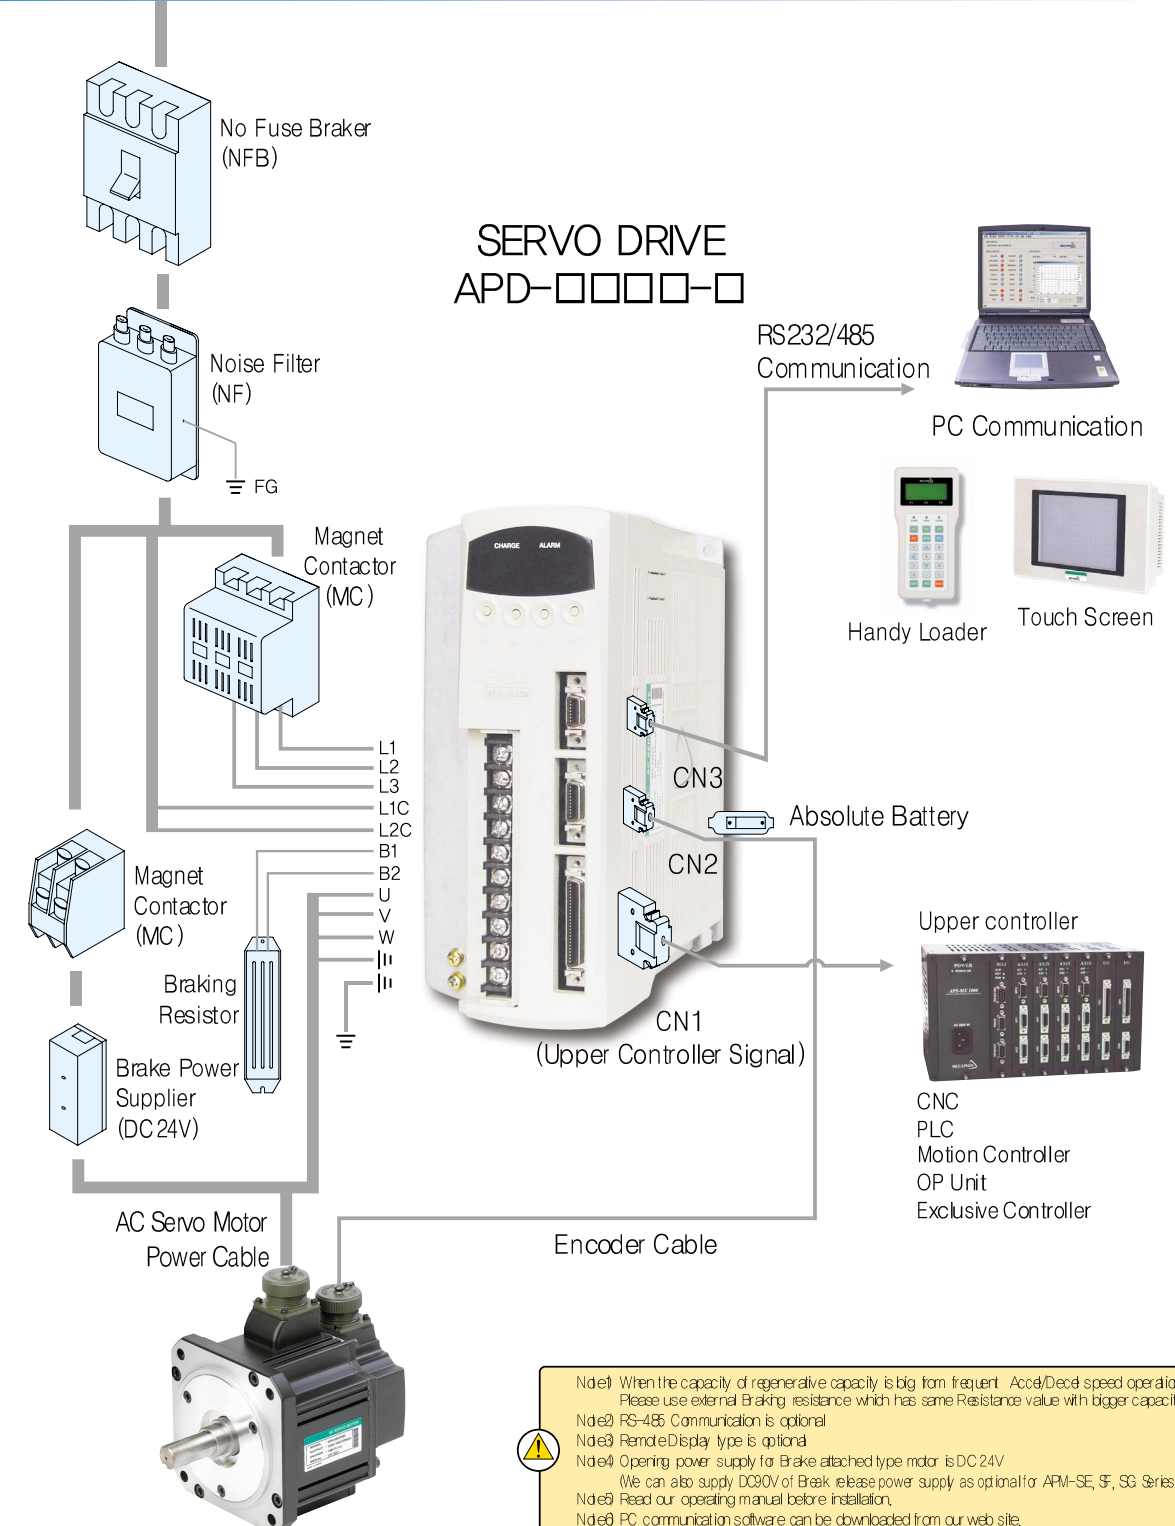 No Fuse Braker
(NFB)
SERVO DRIVE
APD-□□□□-□
RS232/485
Communication
Noise Filter
(NF)
FG
PC Communication
Magnet
Contactor
(MC)
CHARGE ALARM
Handy Loader
Touch Screen
L1
L2
L3
L1C
L2C
B1
B2
U
V
W
CN3
Absolute Battery
CN2
Magnet
Contactor
(MC)
Braking
Resistor
Upper controller
POWER
APS-MX 1000
MECAPION
CN1
(Upper Controller Signal)
Brake Power
Supplier
(DC24V)
CNC
PLC
Motion Controller
OP Unit
Exclusive Controller
AC Servo Motor
Power Cable
Encoder Cable
Note1) When the capacity of regenerative capacity is big from frequent Accel/Decel speed operatio
Please use external Braking resistance which has same Resistance value with bigger capacit
Note2) RS-485 Communication is optional
Note3) Remote Display type is optional
Note4) Opening power supply for Brake attached type motor is DC24V
(We can also supply DC90V of Break release power supply as optional for APM-SE, SF, SG Series
Note5) Read our operating manual before installation.
Note6) PC communication software can be downloaded from our web site.